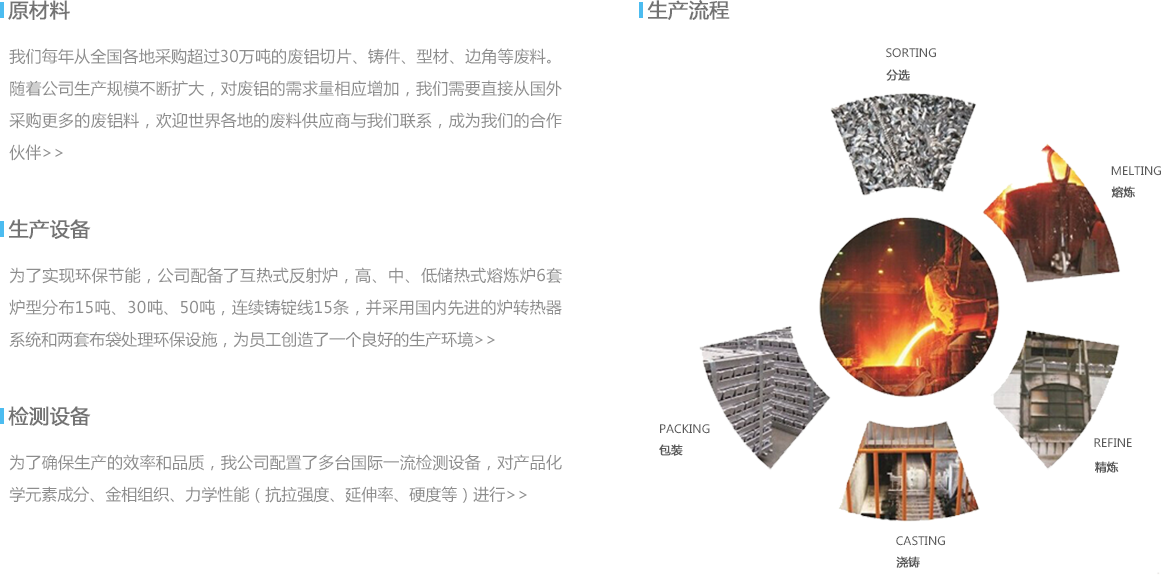 原材料
我们每年从全国各地采购超过30万吨的废铝切片、铸件、型材、边角等废料。
随着公司生产规模不断扩大，对废铝的需求量相应增加，我们需要直接从国外
采购更多的废铝料，欢迎世界各地的废料供应商与我们联系，成为我们的合作
伙伴>>
生产设备
为了实现环保节能，公司配备了互热式反射炉，高、中、低储热式熔炼炉6套
炉型分布15吨、30吨、50吨，连续铸锭线15条，并采用国内先进的炉转热器
系统和两套布袋处理环保设施，为员工创造了一个良好的生产环境>>
检测设备
为了确保生产的效率和品质，我公司配置了多台国际一流检测设备，对产品化
学元素成分、金相组织、力学性能（抗拉强度、延伸率、硬度等）进行>>
生产流程
SORTING
分选
MELTING
熔炼
REFINE
精炼
CASTING
浇铸
PACKING
包装